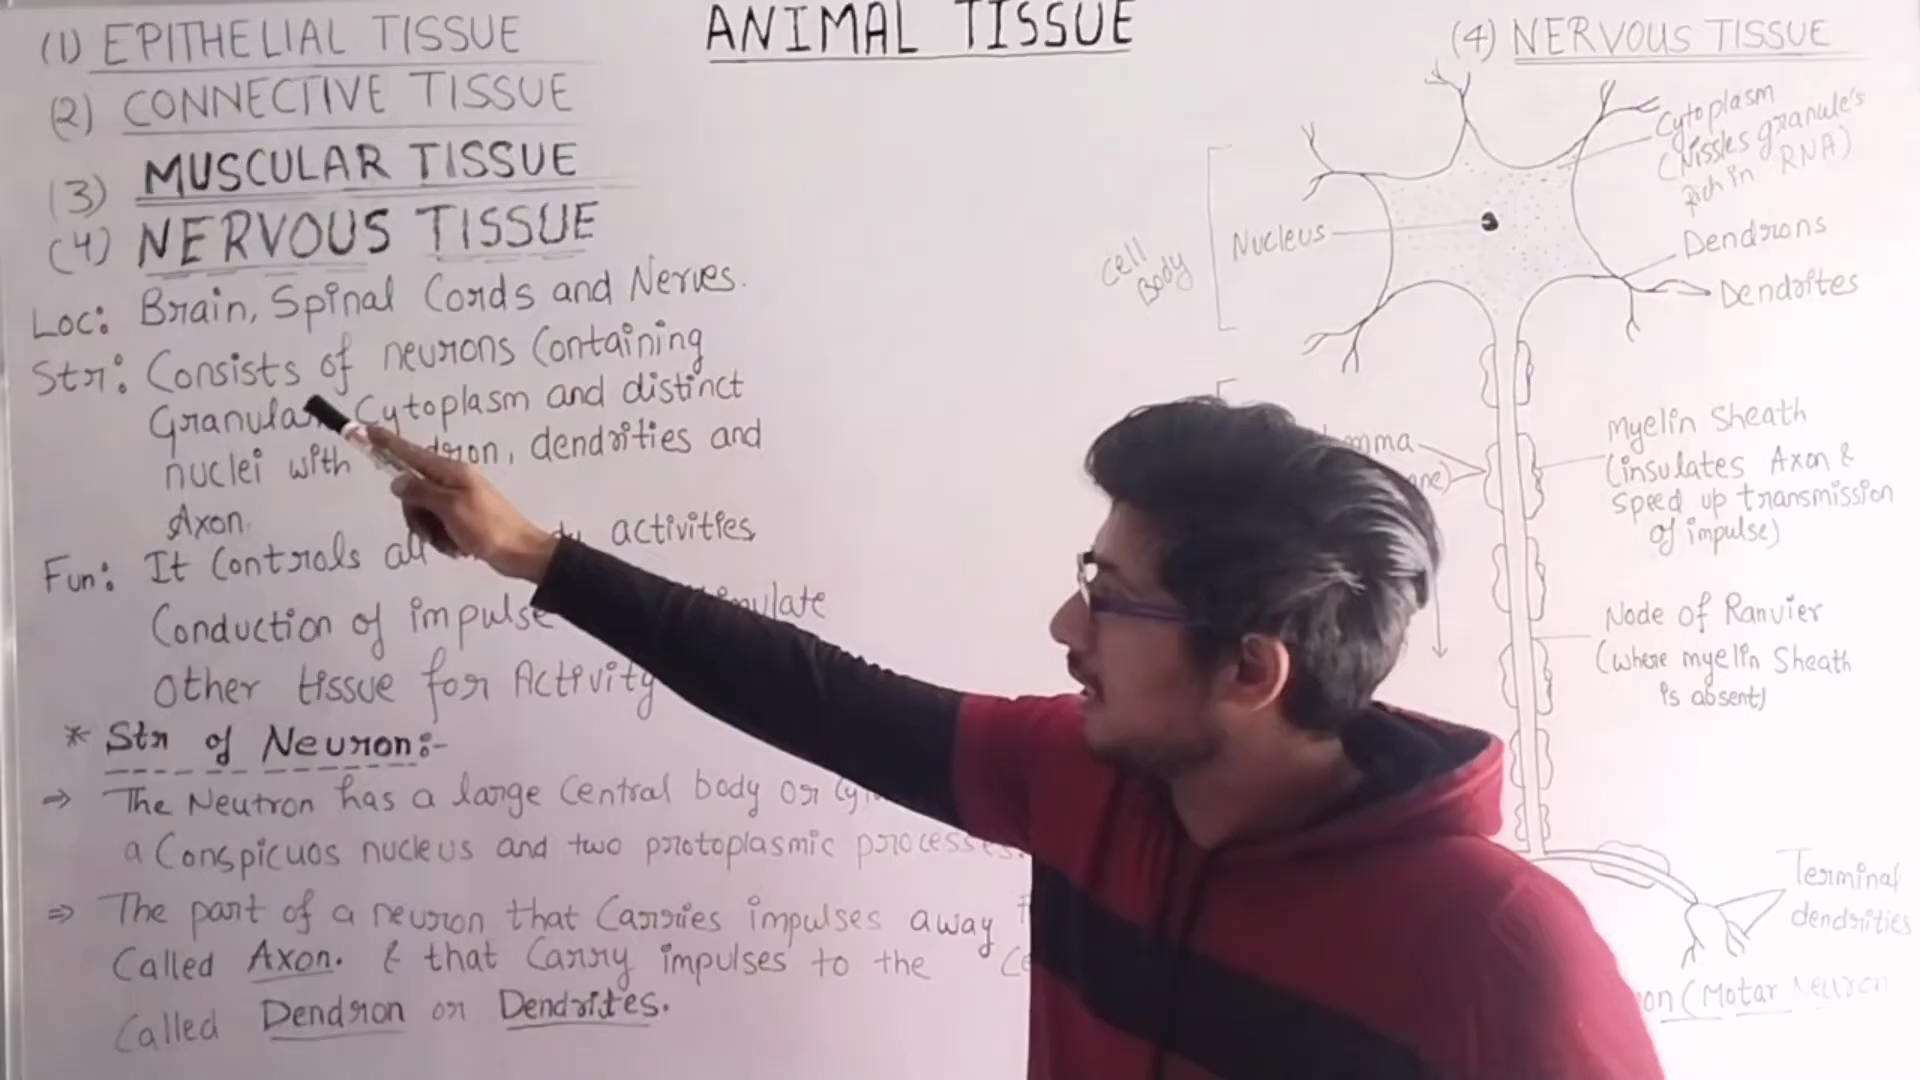 ANIMAL TISSUE
(1) EPITHELIAL TISSUE
(2) CONNECTIVE TISSUE
(3) MUSCULAR TISSUE
(4) NERVOUS TISSUE
Loc: Brain, Spinal Cords and Nerves.
Str: Consists of neurons Containing
Granular Cytoplasm and distinct
nuclei with dendrities and
Axon.
Fun: It Controls all activities
Conduction of impulse
Other tissue for Activity
* Str of Neuron:-
⇒ The Neutron has a large Central body or
a Conspicuos nucleus and two protoplasmic processes.
⇒ The part of a neuron that Carries impulses away
Called Axon. & that Carry impulses to the
Called Dendron or Dendrites.
(4) NERVOUS TISSUE
Cytoplasm
(Nissles granule's
rich in RNA)
Dendrons
Dendrites
Nucleus
Cell
Body
Myelin Sheath
(insulates Axon &
speed up transmission
of impulse)
Node of Ranvier
(where myelin Sheath
is absent)
Terminal
dendrities
(Motar Neuron